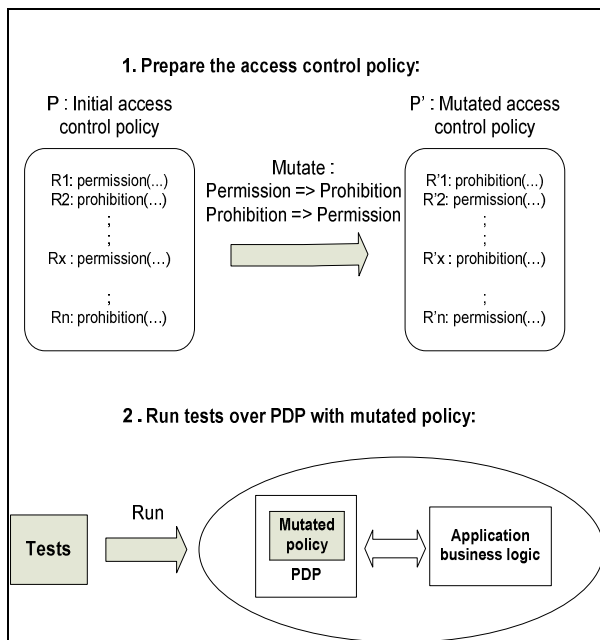 1. Prepare the access control policy:
P : Initial access
control policy
R1: permission(...)
R2: prohibition(...)
;
;
Rx : permission(...)
;
Rn: prohibition(...)
Mutate :
Permission => Prohibition
Prohibition => Permission
P' : Mutated access
control policy
R'1: prohibition(...)
R'2: permission(...)
;
;
R'x : prohibition(...)
;
R'n: permission(...)
2 . Run tests over PDP with mutated policy:
Tests
Run
Mutated
policy
PDP
Application
business logic